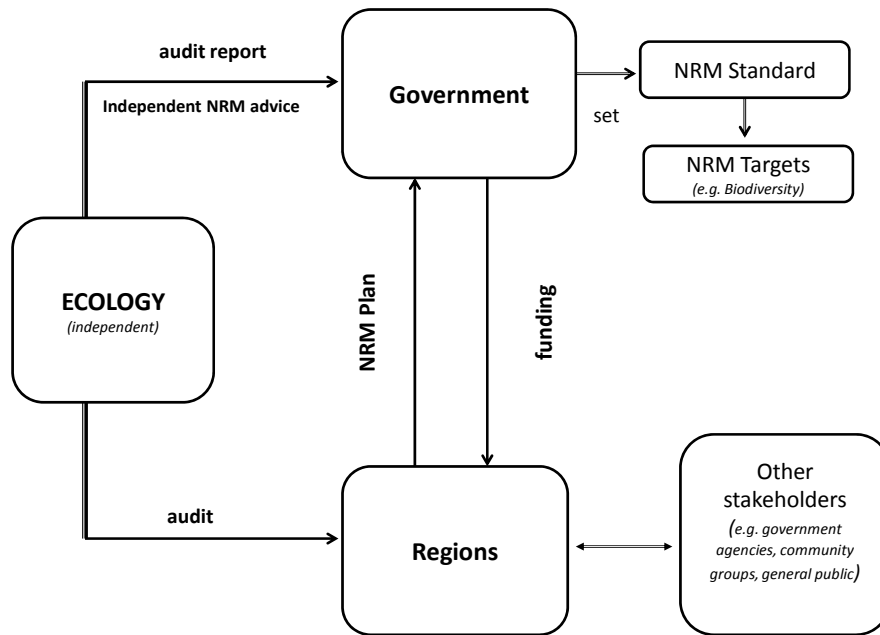 audit report
Independent NRM advice
Government
set
NRM Standard
NRM Targets
(e.g. Biodiversity)
ECOLOGY
(independent)
NRM Plan
funding
audit
Regions
Other
stakeholders
(e.g. government
agencies, community
groups, general public)